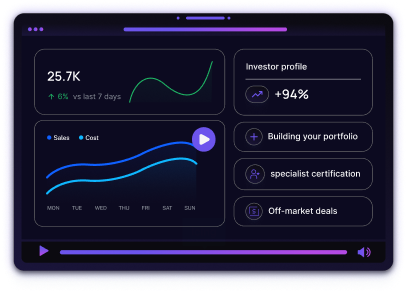 25.7K
6% vs last 7 days
Investor profile
+94%
Sales Cost
MON TUE WED THU FRI SAT SUN
Building your portfolio
specialist certification
Off-market deals